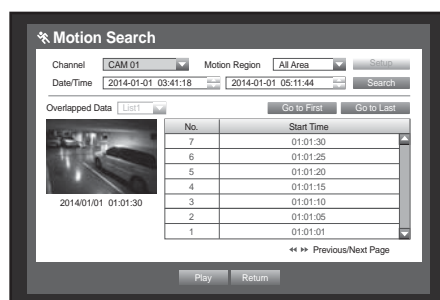 Motion Search
Channel CAM 01 Motion Region All Area Setup
Date/Time 2014-01-01 03:41:18 2014-01-01 05:11:44 Search
Overlapped Data List1 Go to First Go to Last
No. Start Time
7 01:01:30
6 01:01:25
5 01:01:20
4 01:01:15
3 01:01:10
2 01:01:05
1 01:01:01
2014/01/01 01:01:30
Previous/Next Page
Play Return